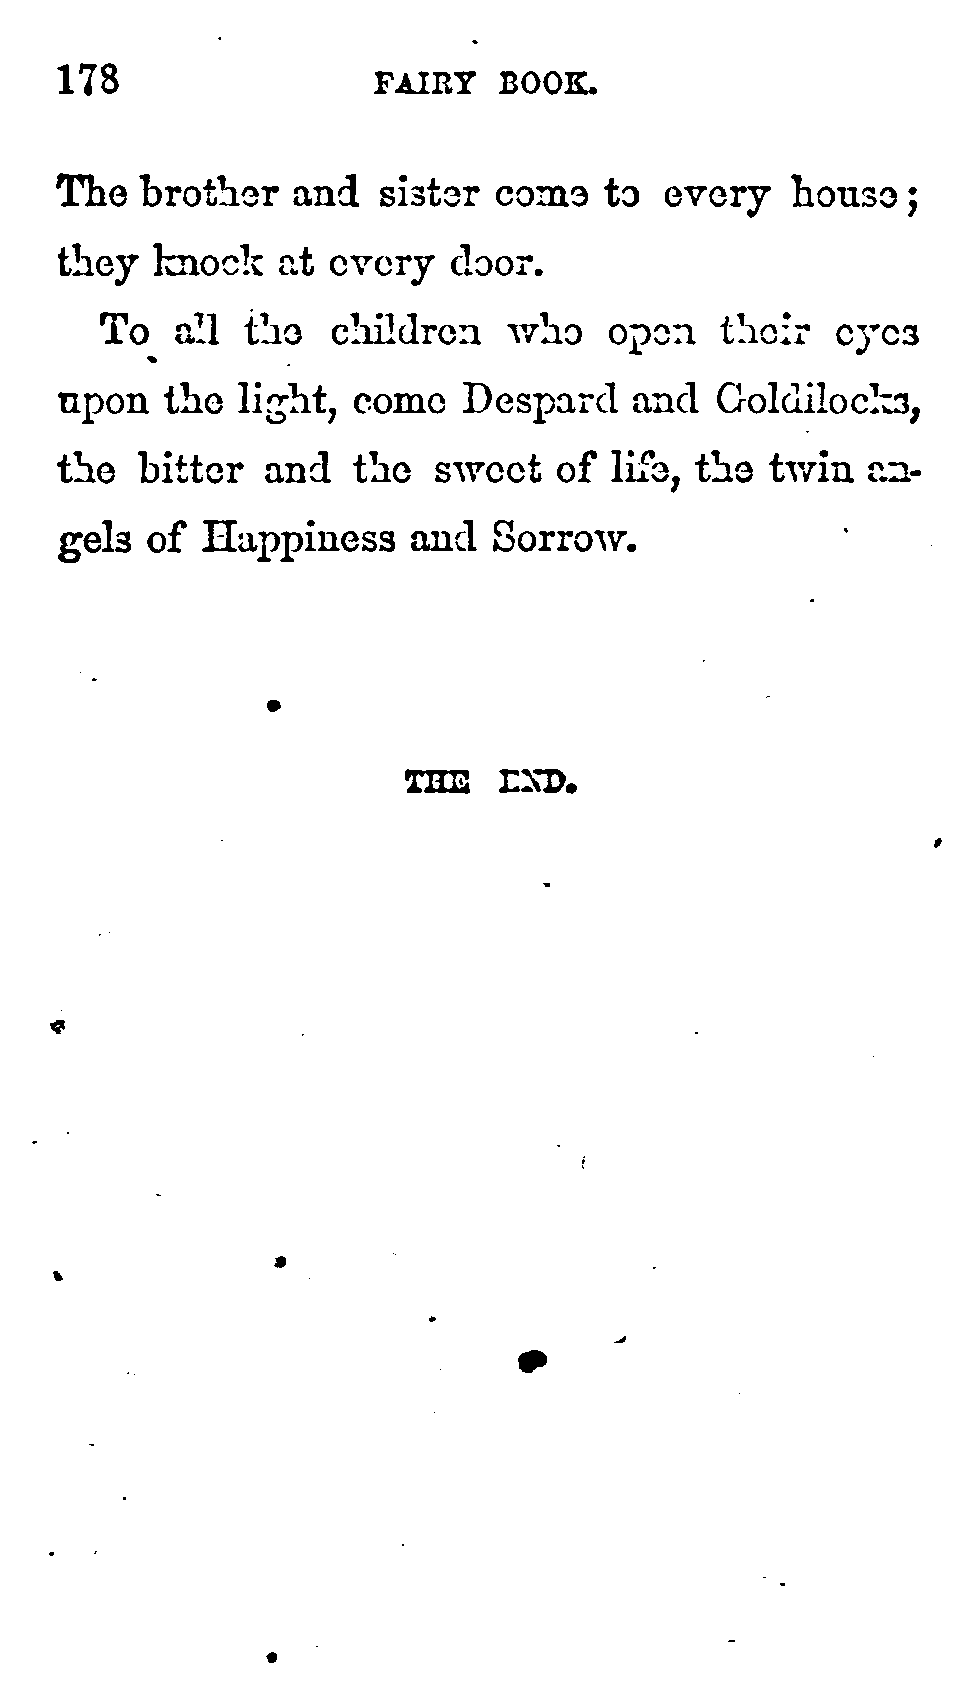 178 FAIRY BOOK.
The brother and sister come to every house;
they knock at every door.
To all the children who open their eyes
upon the light, come Despard and Goldilocks,
the bitter and the sweet of life, the twin an-
gels of Happiness and Sorrow.
THE END.